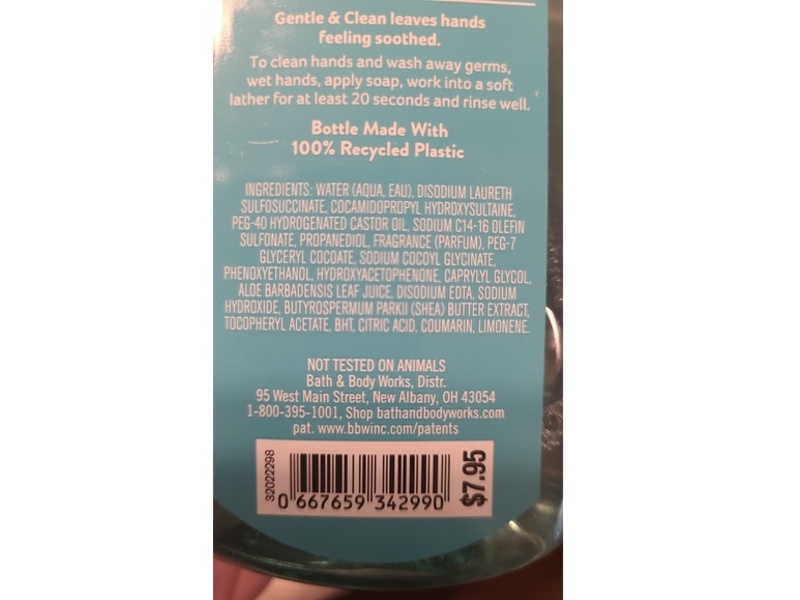 Gentle & Clean leaves hands
feeling soothed.
To clean hands and wash away germs,
wet hands, apply soap, work into a soft
lather for at least 20 seconds and rinse well.
Bottle Made With
100% Recycled Plastic
INGREDIENTS: WATER (AQUA, EAU), DISODIUM LAURETH
SULFOSUCCINATE, COCAMIDOPROPYL HYDROXYSULTAINE,
PEG-40 HYDROGENATED CASTOR OIL, SODIUM C14-16 OLEFIN
SULFONATE, PROPANEDIOL, FRAGRANCE (PARFUM), PEG-7
GLYCERYL COCOATE, SODIUM COCOYL GLYCINATE,
PHENOXYETHANOL, HYDROXYACETOPHENONE, CAPRYLYL GLYCOL,
ALOE BARBADENSIS LEAF JUICE, DISODIUM EDTA, SODIUM
HYDROXIDE, BUTYROSPERMUM PARKII (SHEA) BUTTER EXTRACT,
TOCOPHERYL ACETATE, BHT, CITRIC ACID, COUMARIN, LIMONENE.
NOT TESTED ON ANIMALS
Bath & Body Works, Distr.
95 West Main Street, New Albany, OH 43054
1-800-395-1001, Shop bathandbodyworks.com
pat. www.bbwinc.com/patents
32022298
0 667659 342990
$7.95